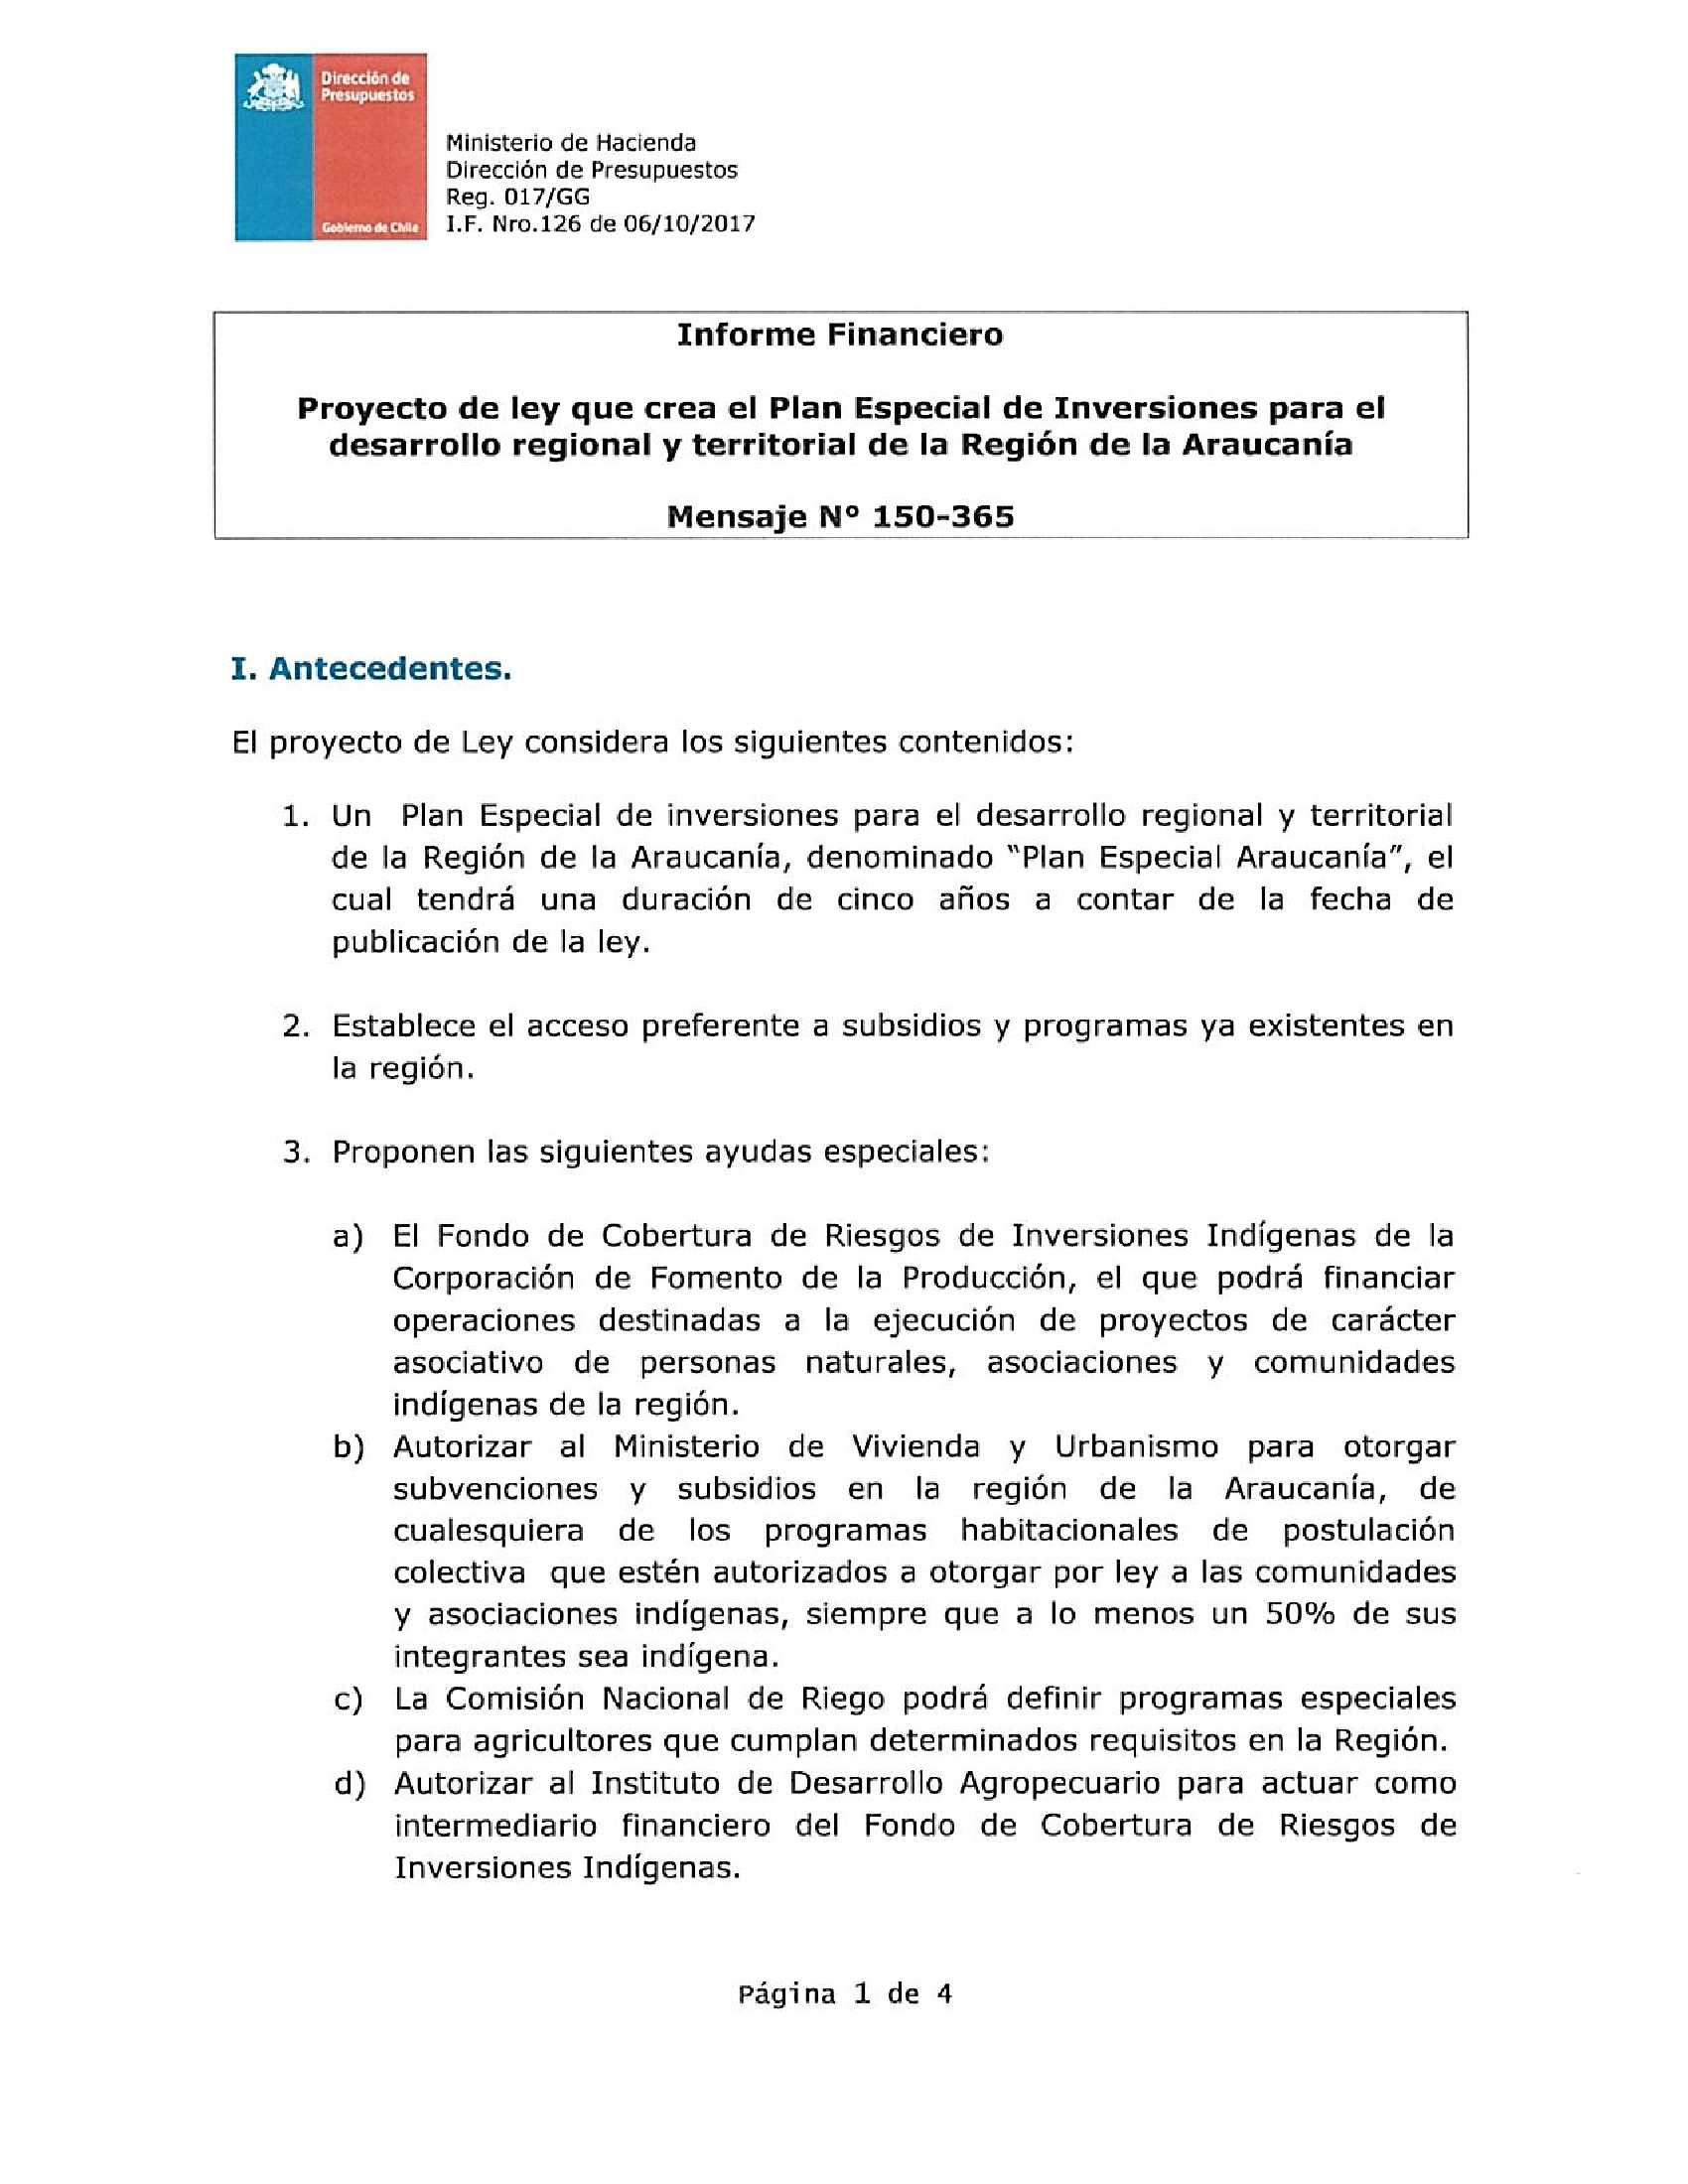 Dirección de
Presupuestos
Gobierno de Chile
Ministerio de Hacienda
Dirección de Presupuestos
Reg. 017/GG
I.F. Nro.126 de 06/10/2017
Informe Financiero
Proyecto de ley que crea el Plan Especial de Inversiones para el
desarrollo regional y territorial de la Región de la Araucanía
Mensaje Nº 150-365
I. Antecedentes.
El proyecto de Ley considera los siguientes contenidos:
1. Un Plan Especial de inversiones para el desarrollo regional y territorial
de la Región de la Araucanía, denominado "Plan Especial Araucanía", el
cual tendrá una duración de cinco años a contar de la fecha de
publicación de la ley.
2. Establece el acceso preferente a subsidios y programas ya existentes en
la región.
3. Proponen las siguientes ayudas especiales:
a) El Fondo de Cobertura de Riesgos de Inversiones Indígenas de la
Corporación de Fomento de la Producción, el que podrá financiar
operaciones destinadas a la ejecución de proyectos de carácter
asociativo de personas naturales, asociaciones y comunidades
indígenas de la región.
b) Autorizar al Ministerio de Vivienda y Urbanismo para otorgar
subvenciones y subsidios en la región de la Araucanía, de
cualesquiera de los programas habitacionales de postulación
colectiva que estén autorizados a otorgar por ley a las comunidades
y asociaciones indígenas, siempre que a lo menos un 50% de sus
integrantes sea indígena.
c) La Comisión Nacional de Riego podrá definir programas especiales
para agricultores que cumplan determinados requisitos en la Región.
d) Autorizar al Instituto de Desarrollo Agropecuario para actuar como
intermediario financiero del Fondo de Cobertura de Riesgos de
Inversiones Indígenas.
Página 1 de 4